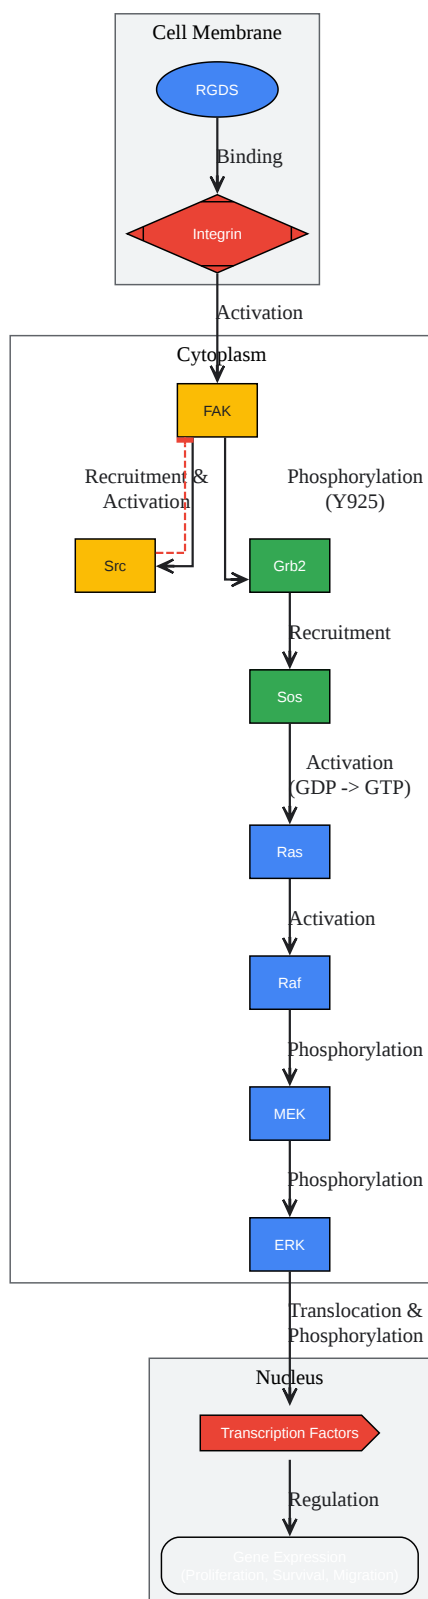 Cell Membrane
RGDS
Binding
Integrin
Activation
Cytoplasm
FAK
Recruitment &
Activation
Phosphorylation
(Y925)
Src
Grb2
Recruitment
Sos
Activation
(GDP -> GTP)
Ras
Activation
Raf
Phosphorylation
MEK
Phosphorylation
ERK
Translocation &
Phosphorylation
Nucleus
Transcription Factors
Regulation
Gene Expression
(Proliferation, Survival, Migration)